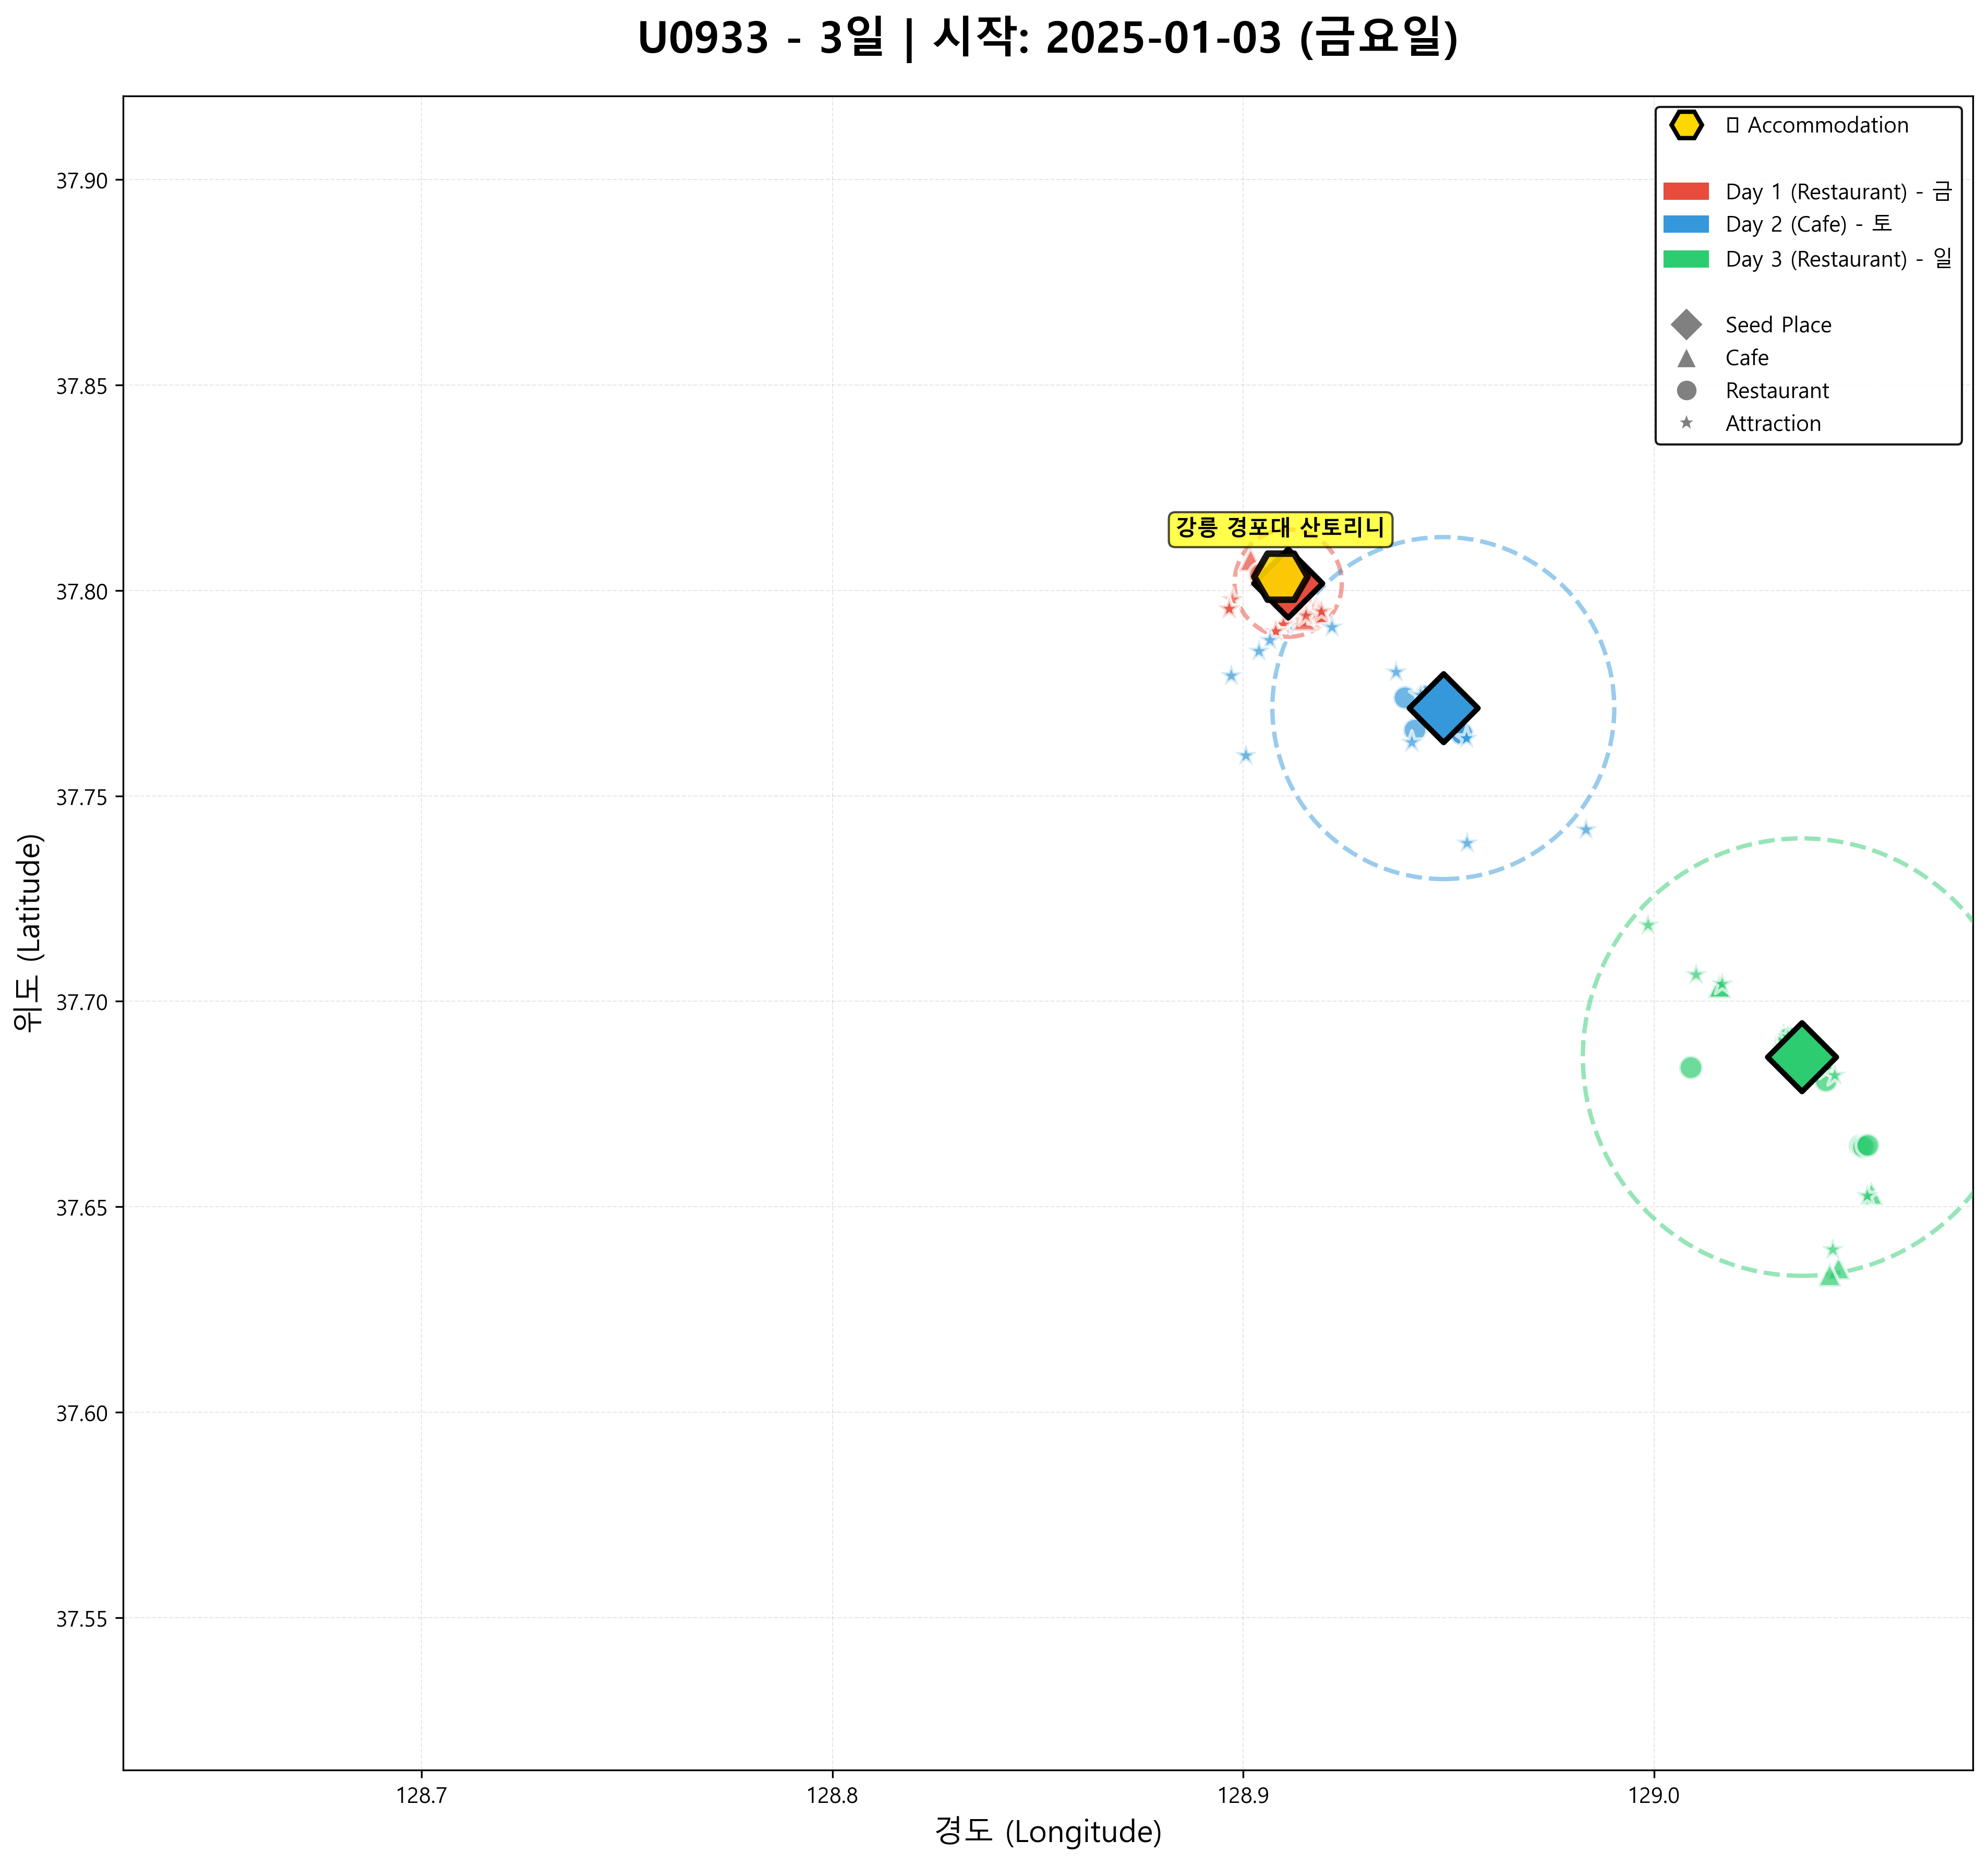 U0933 - 3일 | 시작: 2025-01-03 (금요일)
Accommodation
Day 1 (Restaurant) - 금
Day 2 (Cafe) - 토
Day 3 (Restaurant) - 일
Seed Place
Cafe
Restaurant
Attraction
강릉 경포대 산토리니
37.90
37.85
37.80
37.75
37.70
37.65
37.60
37.55
위도 (Latitude)
128.7
128.8
128.9
129.0
경도 (Longitude)